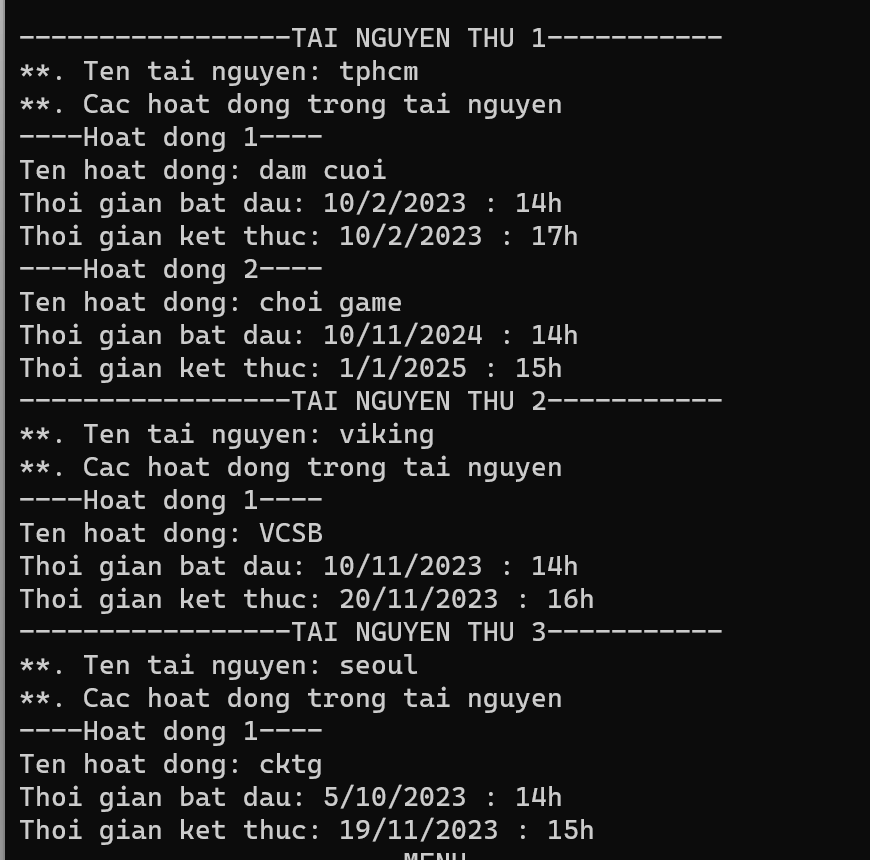 -----------------TAI NGUYEN THU 1-----------
**. Ten tai nguyen: tphcm
**. Cac hoat dong trong tai nguyen
----Hoat dong 1----
Ten hoat dong: dam cuoi
Thoi gian bat dau: 10/2/2023 : 14h
Thoi gian ket thuc: 10/2/2023 : 17h
----Hoat dong 2----
Ten hoat dong: choi game
Thoi gian bat dau: 10/11/2024 : 14h
Thoi gian ket thuc: 1/1/2025 : 15h
-----------------TAI NGUYEN THU 2-----------
**. Ten tai nguyen: viking
**. Cac hoat dong trong tai nguyen
----Hoat dong 1----
Ten hoat dong: VCSB
Thoi gian bat dau: 10/11/2023 : 14h
Thoi gian ket thuc: 20/11/2023 : 16h
-----------------TAI NGUYEN THU 3-----------
**. Ten tai nguyen: seoul
**. Cac hoat dong trong tai nguyen
----Hoat dong 1----
Ten hoat dong: cktg
Thoi gian bat dau: 5/10/2023 : 14h
Thoi gian ket thuc: 19/11/2023 : 15h
MENU